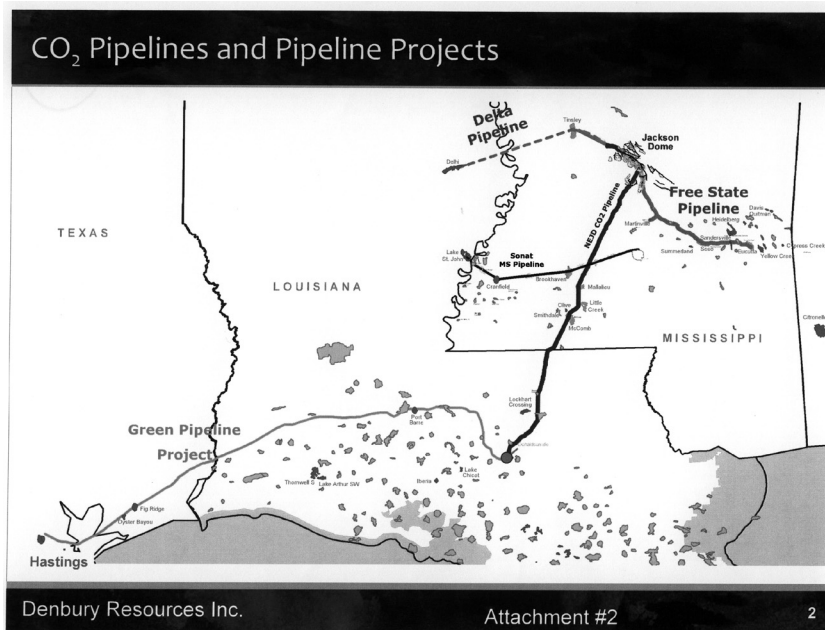 CO₂ Pipelines and Pipeline Projects
Delta
Pipeline
Tinsley
Jackson
Dome
Delhi
Free State
Pipeline
NEJD CO2 Pipeline
Martinville
Davis
Quitman
Heidelberg
Sandersville
Summerland
Soso
Eucutta
Cypress Creek
Yellow Creek
TEXAS
Lake
St. John
Sonat
MS Pipeline
Cranfield
Brookhaven
LOUISIANA
Mallalieu
Olive
Little
Creek
Smithdale
McComb
MISSISSIPPI
Citronelle
Lockhart
Crossing
Green Pipeline
Project
Port
Barre
Lake
Chicot
Thornwell S
Lake Arthur SW
Iberia
Fig Ridge
Oyster Bayou
Hastings
Denbury Resources Inc.
Attachment #2
2